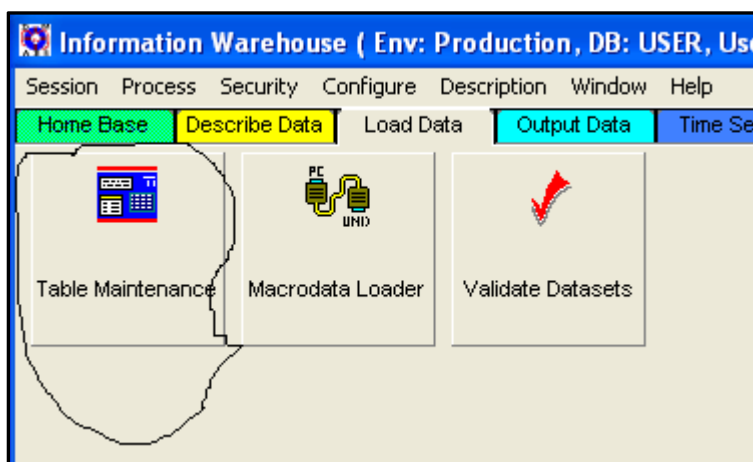 Information Warehouse ( Env: Production, DB: USER, Use
Session Process Security Configure Description Window Help
Home Base Describe Data Load Data Output Data Time Se
PC
UNIX
Table Maintenance Macrodata Loader Validate Datasets